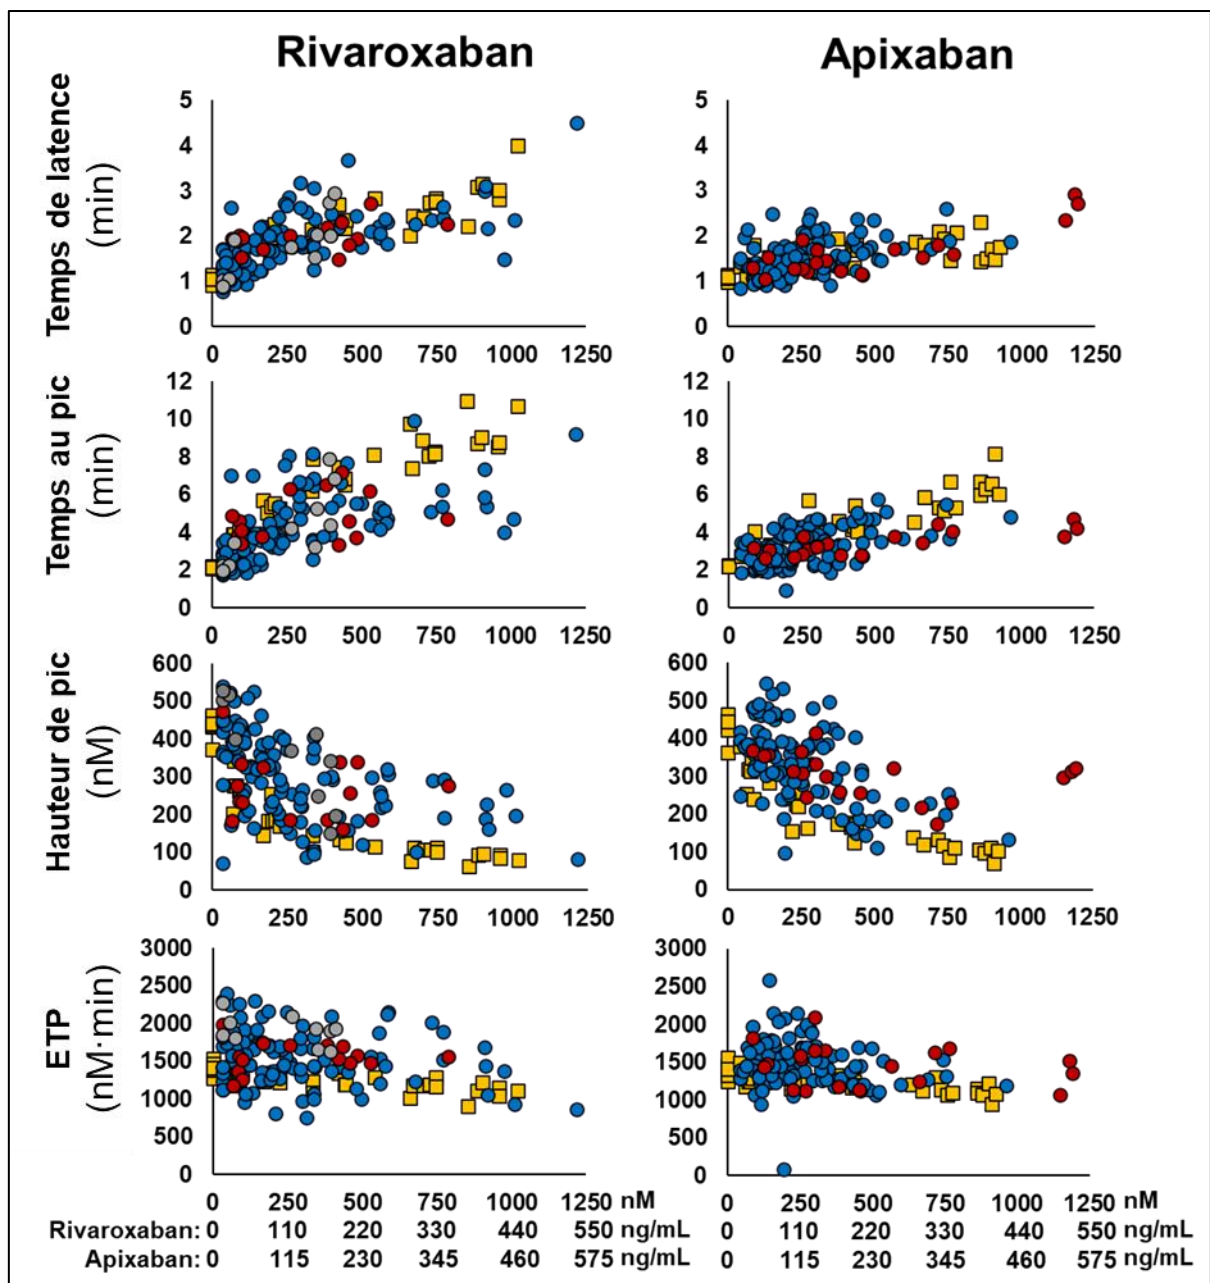 Rivaroxaban Apixaban
Temps de latence
(min)
5 5
4 4
3 3
2 2
1 1
0 0
0 250 500 750 1000 1250 0 250 500 750 1000 1250
Temps au pic
(min)
12 12
10 10
8 8
6 6
4 4
2 2
0 0
0 250 500 750 1000 1250 0 250 500 750 1000 1250
Hauteur de pic
(nM)
600 600
500 500
400 400
300 300
200 200
100 100
0 0
0 250 500 750 1000 1250 0 250 500 750 1000 1250
ETP
(nM·min)
3000 3000
2500 2500
2000 2000
1500 1500
1000 1000
500 500
0 0
0 250 500 750 1000 1250 nM 0 250 500 750 1000 1250 nM
Rivaroxaban: 0 110 220 330 440 550 ng/mL 0 110 220 330 440 550 ng/mL
Apixaban: 0 115 230 345 460 575 ng/mL 0 115 230 345 460 575 ng/mL